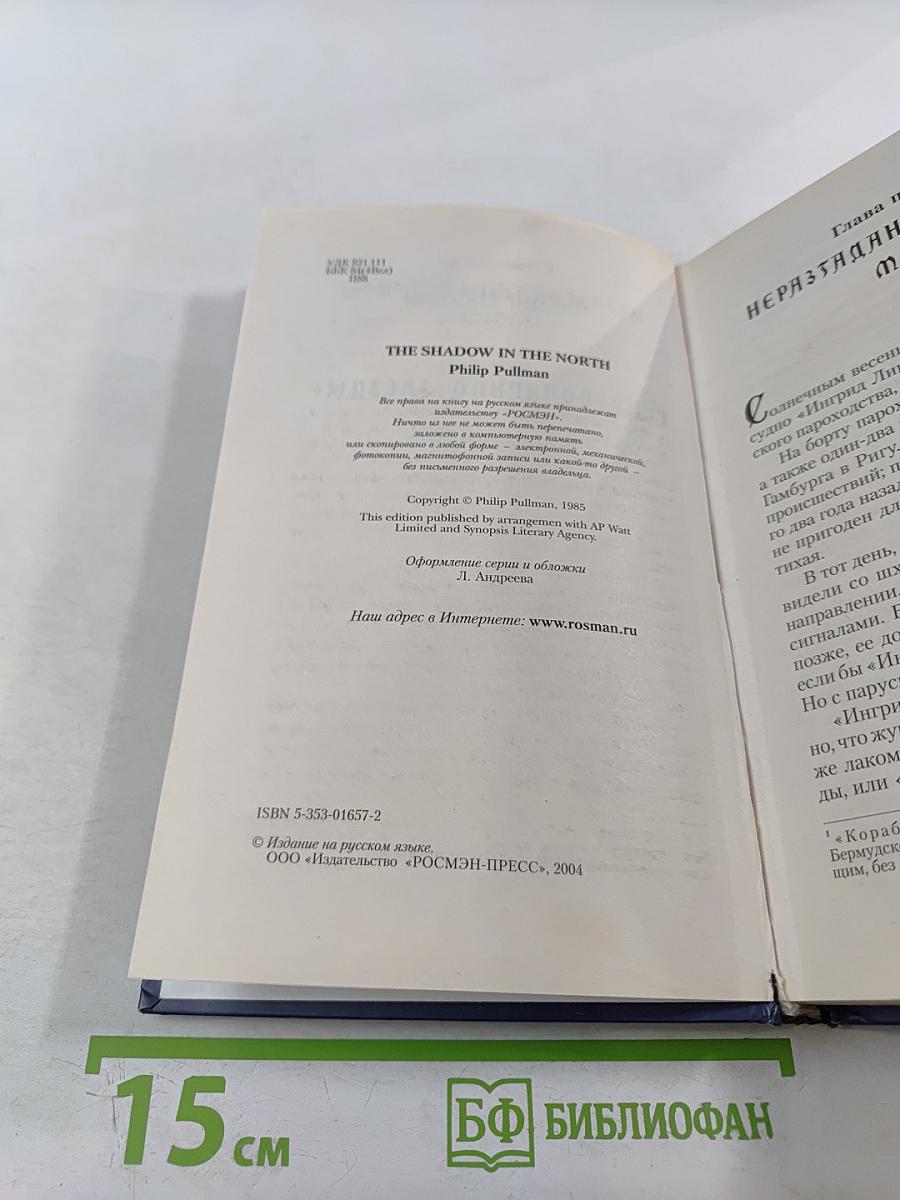 УДК 821.111
ББК 84(4Вел)
THE SHADOW IN THE NORTH
Philip Pullman
Все права на книгу на русском языке принадлежат
издательству «РОСМЭН».
Ничто из нее не может быть перепечатано,
заложено в компьютерную память
или скопировано в любой форме – электронной, механической,
фотокопии, магнитофонной записи или какой-то другой –
без письменного разрешения владельца.
Copyright © Philip Pullman, 1985
This edition published by arrangemen with AP Watt
Limited and Synopsis Literary Agency.
Оформление серии и обложки
Л. Андреева
Наш адрес в Интернете: www.rosman.ru
ISBN 5-353-01657-2
© Издание на русском языке.
ООО «Издательство «РОСМЭН-ПРЕСС», 2004
Глава
НЕРАЗГАДАН
Солнечным весен
судно «Ингрид Ли
ского пароходства,
На борту паро
а также один-два
Гамбурга в Ригу.
происшествий; п
го два года назад
не пригоден дл
тихая.
В тот день,
видели со шх
направлении.
сигналами. Е
позже, ее до
если бы «Ин
Но с парус
«Ингри
но, что жу
же лаком
ды, или «
1 «Кораб
Бермудск
щим, без
15 см
БФ БИБЛИОФАН